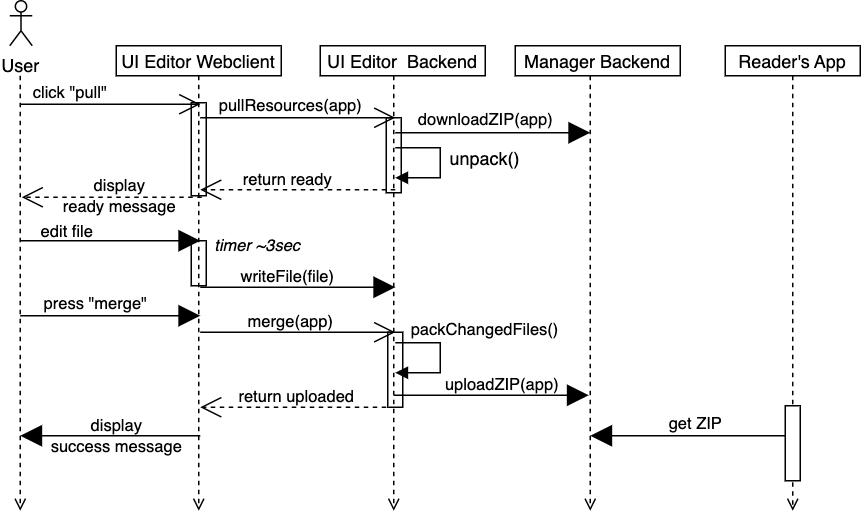 User
UI Editor Webclient
UI Editor Backend
Manager Backend
Reader's App
click "pull"
pullResources(app)
downloadZIP(app)
unpack()
return ready
display
ready message
edit file
timer ~3sec
writeFile(file)
press "merge"
merge(app)
packChangedFiles()
uploadZIP(app)
return uploaded
display
success message
get ZIP